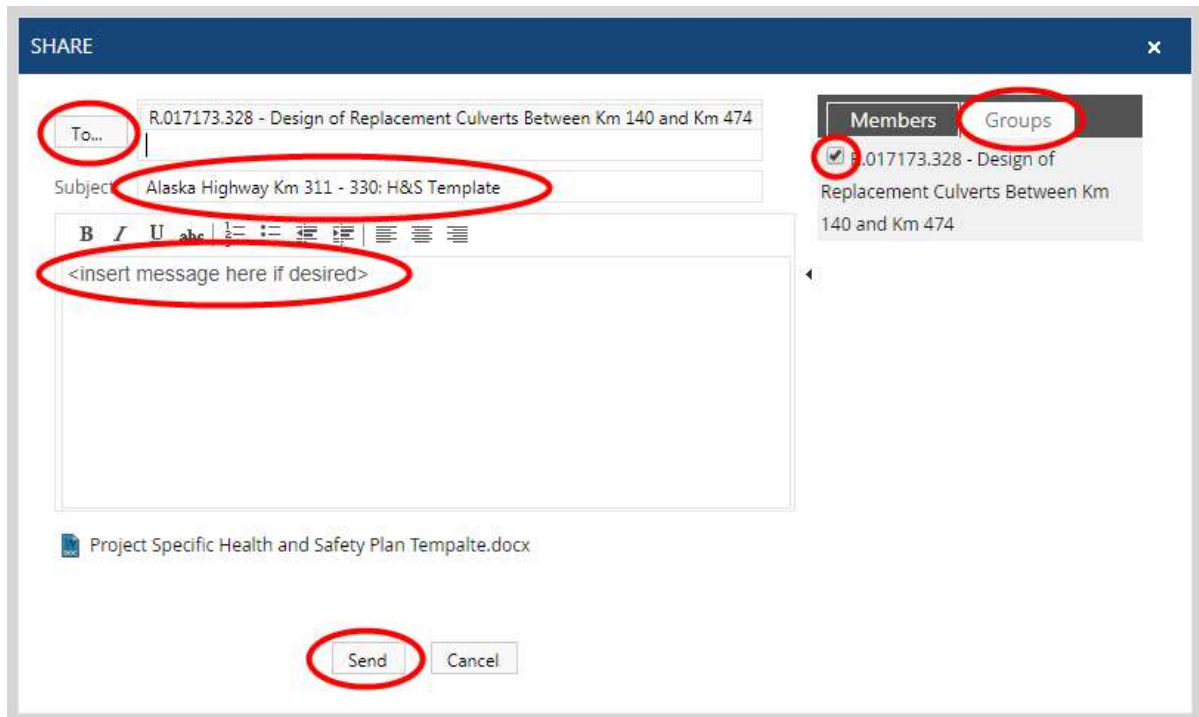 SHARE ×
To...
R.017173.328 - Design of Replacement Culverts Between Km 140 and Km 474
Subject Alaska Highway Km 311 - 330: H&S Template
B I U abc
<insert message here if desired>
Project Specific Health and Safety Plan Tempalte.docx
Send Cancel
Members Groups
R.017173.328 - Design of
Replacement Culverts Between Km
140 and Km 474